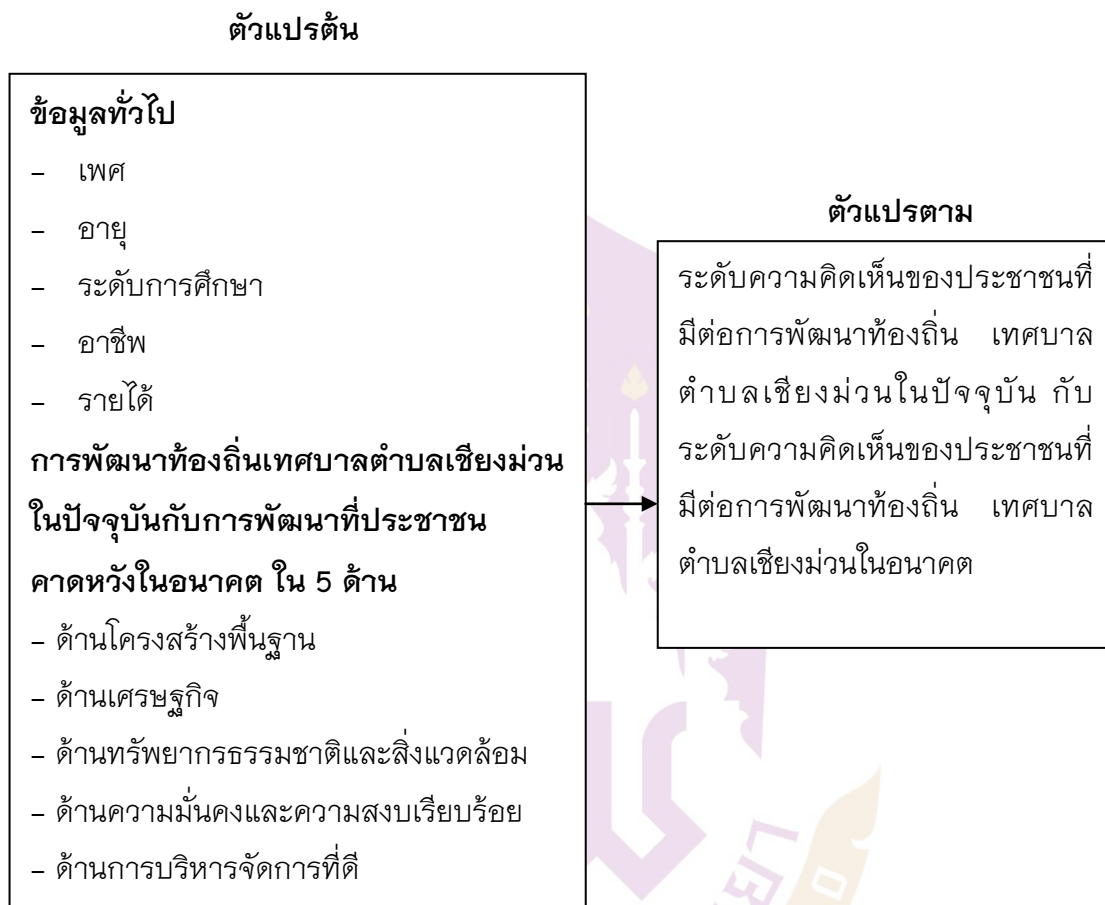 ตัวแปรต้น
ข้อมูลทั่วไป
– เพศ
– อายุ
– ระดับการศึกษา
– อาชีพ
– รายได้
การพัฒนาท้องถิ่นเทศบาลตำบลเชียงม่วน
ในปัจจุบันกับการพัฒนาที่ประชาชน
คาดหวังในอนาคต ใน 5 ด้าน
– ด้านโครงสร้างพื้นฐาน
– ด้านเศรษฐกิจ
– ด้านทรัพยากรธรรมชาติและสิ่งแวดล้อม
– ด้านความมั่นคงและความสงบเรียบร้อย
– ด้านการบริหารจัดการที่ดี
ตัวแปรตาม
ระดับความคิดเห็นของประชาชนที่
มีต่อการพัฒนาท้องถิ่น เทศบาล
ตำบลเชียงม่วนในปัจจุบัน กับ
ระดับความคิดเห็นของประชาชนที่
มีต่อการพัฒนาท้องถิ่น เทศบาล
ตำบลเชียงม่วนในอนาคต